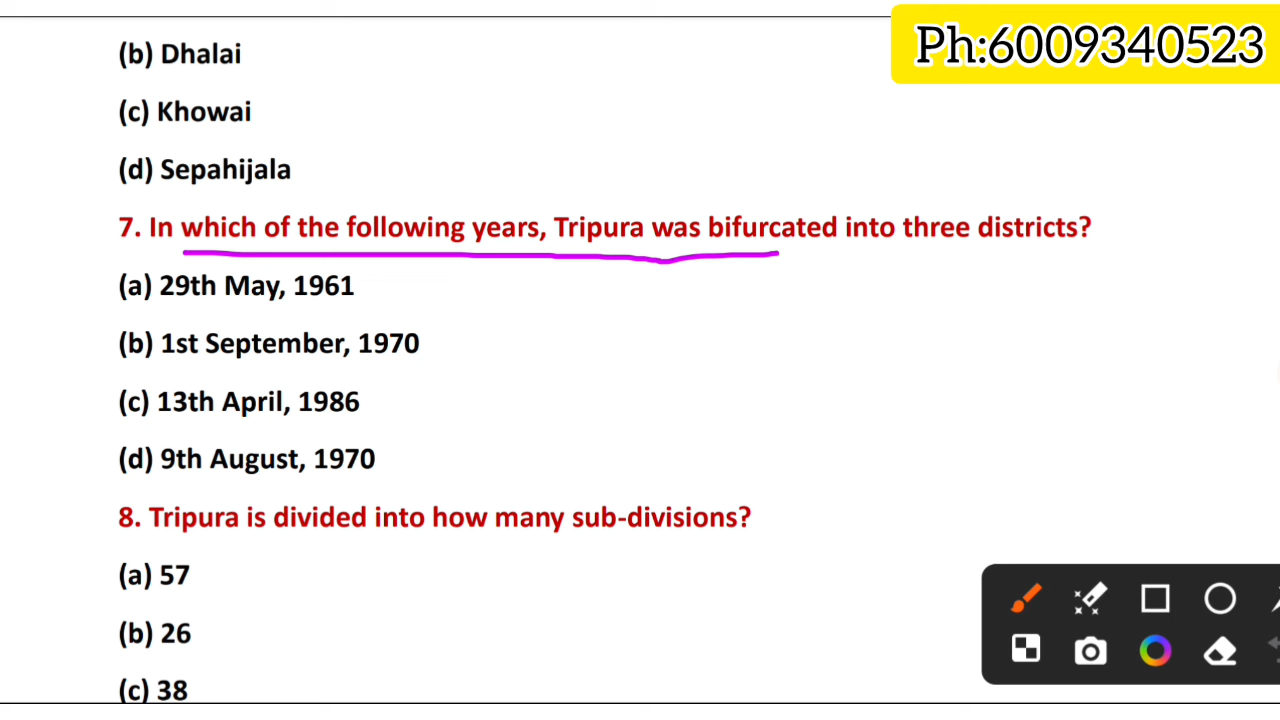 Ph:6009340523
(b) Dhalai
(c) Khowai
(d) Sepahijala
7. In which of the following years, Tripura was bifurcated into three districts?
(a) 29th May, 1961
(b) 1st September, 1970
(c) 13th April, 1986
(d) 9th August, 1970
8. Tripura is divided into how many sub-divisions?
(a) 57
(b) 26
(c) 38